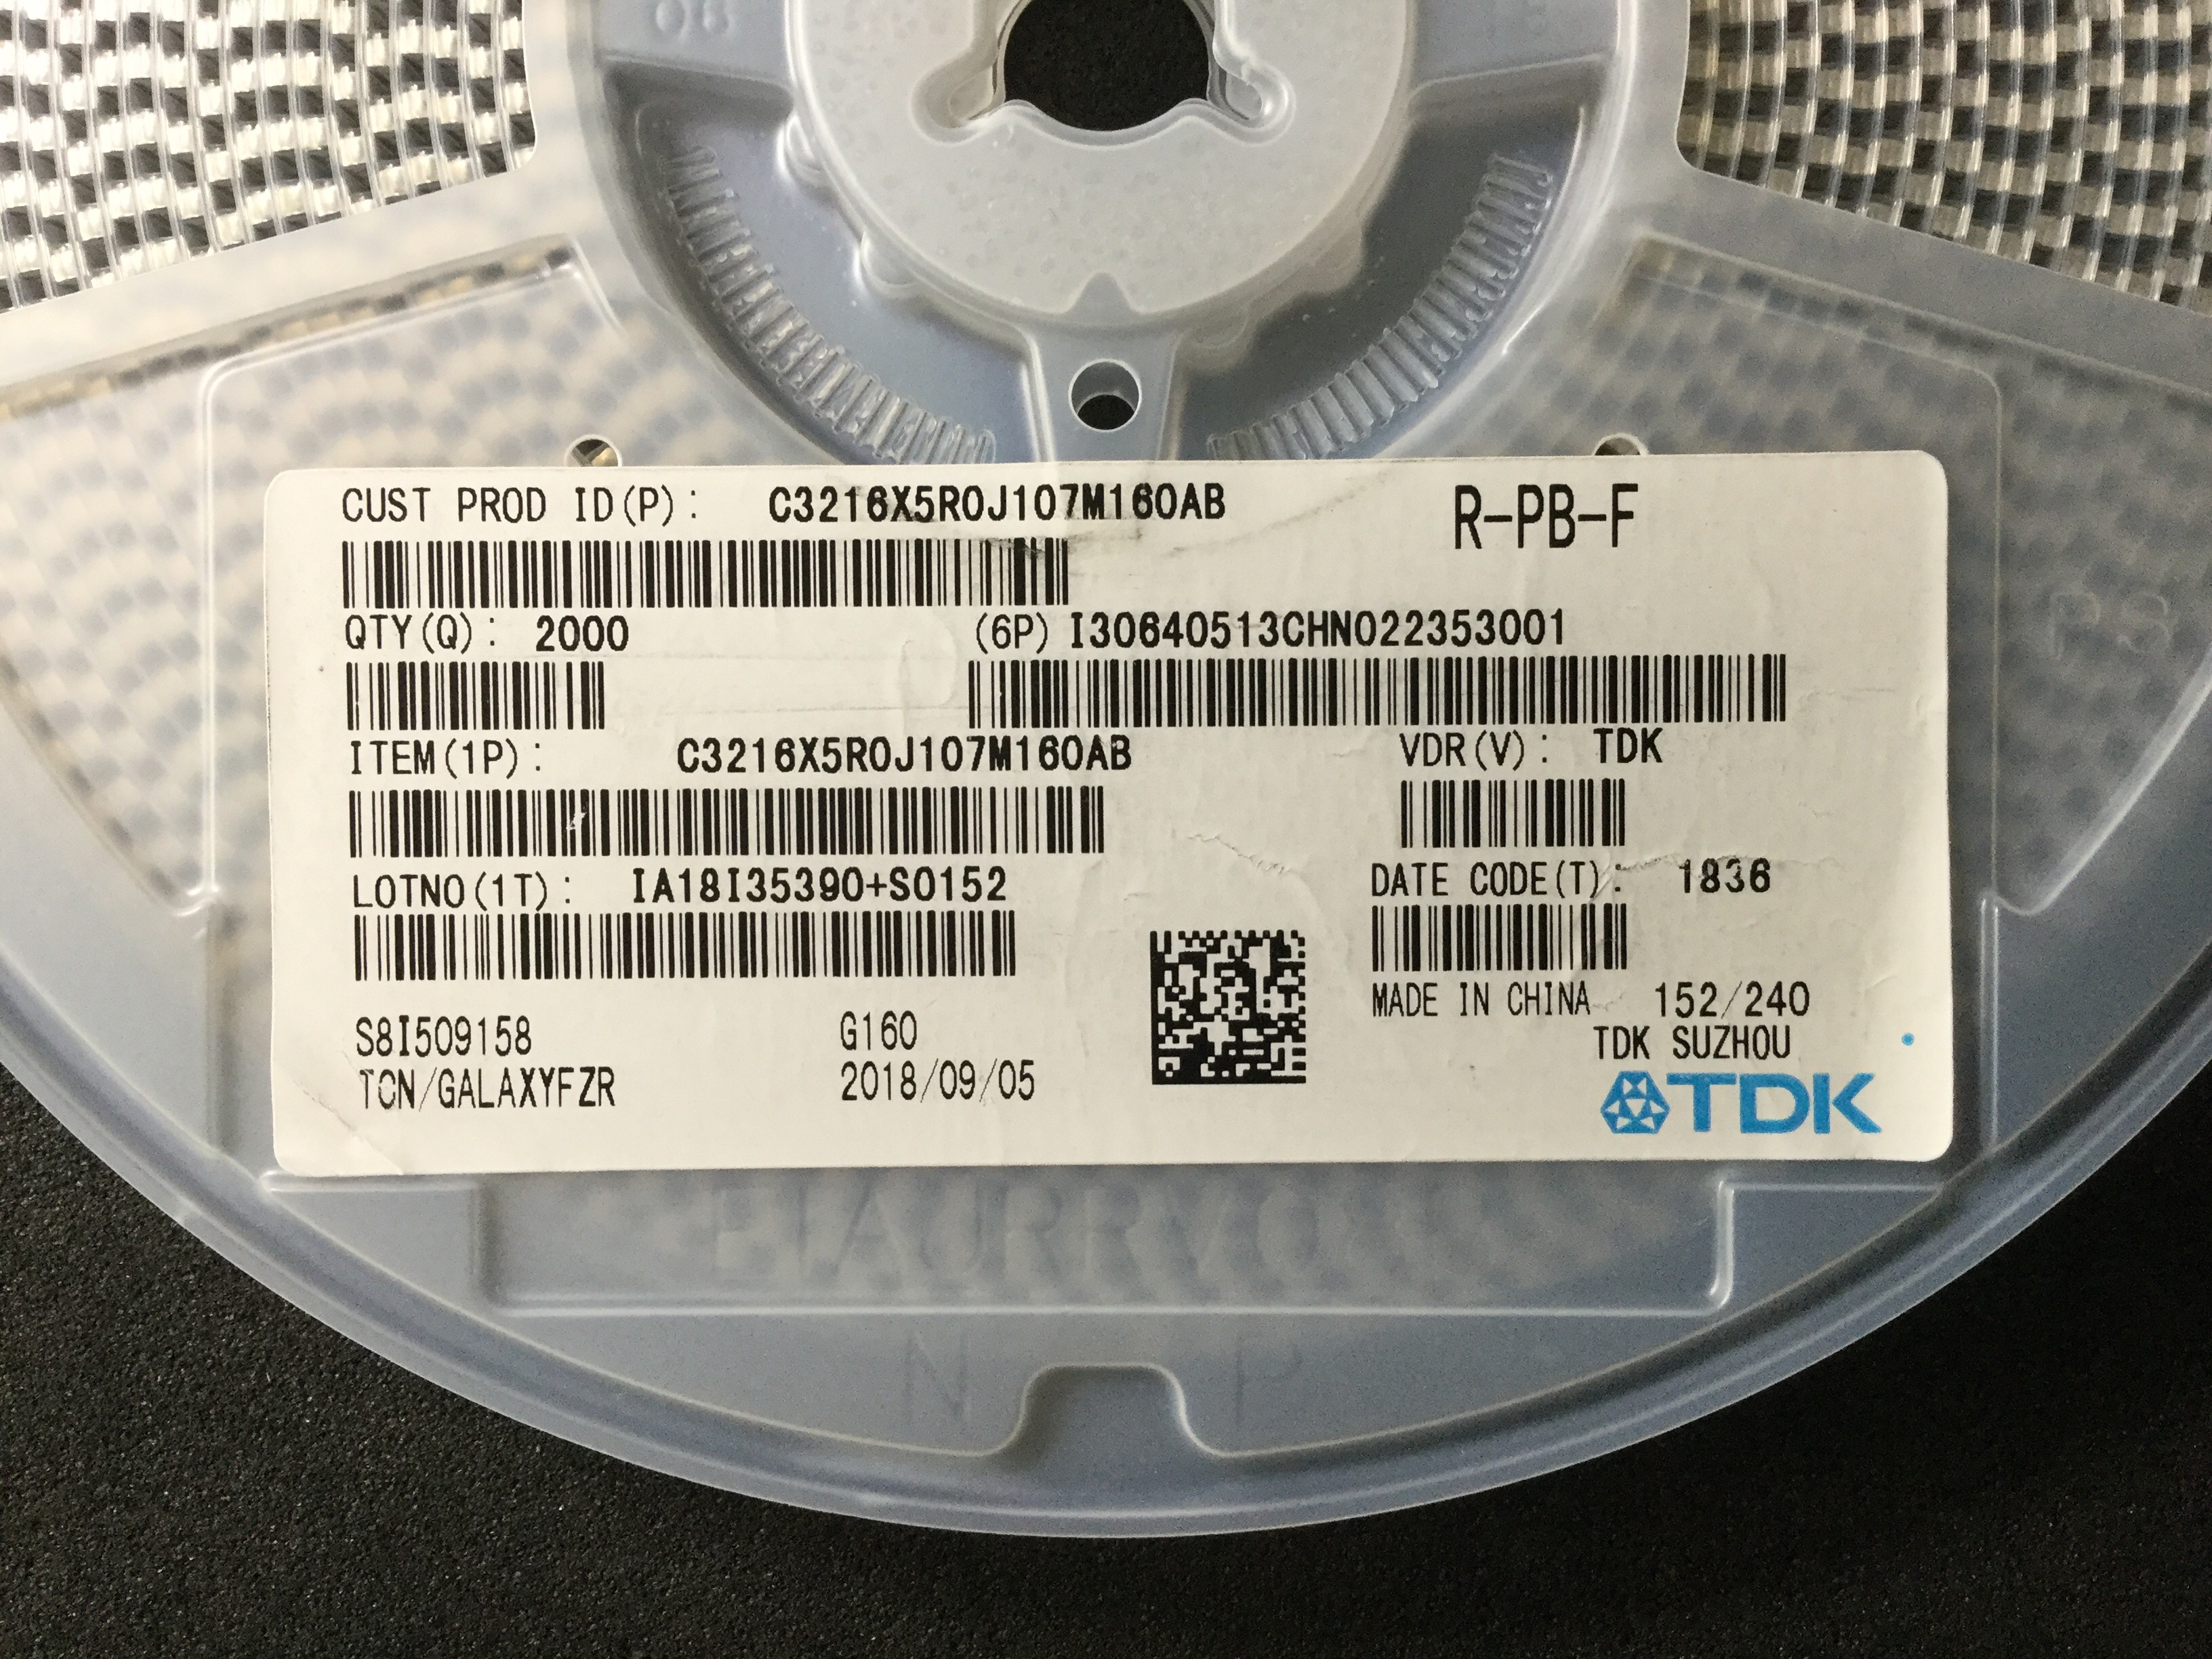 CUST PROD ID(P): C3216X5R0J107M160AB
R-PB-F
QTY(Q): 2000
(6P) I30640513CHN022353001
ITEM(1P): C3216X5R0J107M160AB
VDR(V): TDK
LOTNO(1T): IA18I35390+S0152
DATE CODE(T): 1836
MADE IN CHINA 152/240
S8I509158 G160
TDK SUZHOU
TCN/GALAXYFZR 2018/09/05
TDK
N P